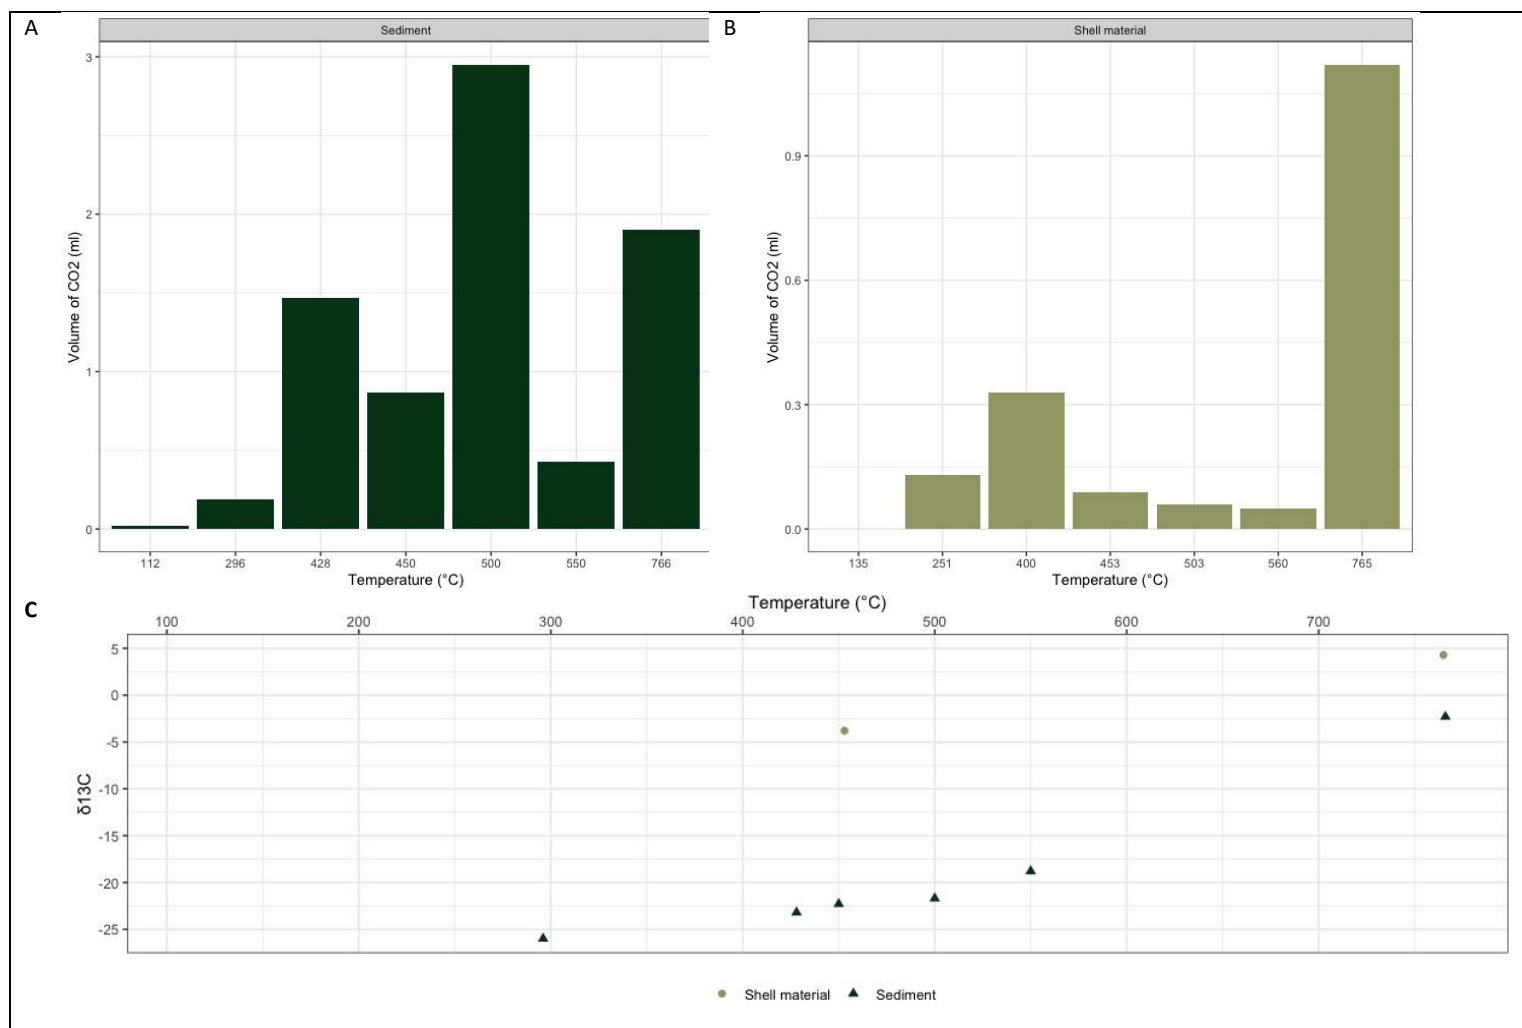 A
Sediment
3
2
1
0
Volume of CO2 (ml)
112 296 428 450 500 550 766
Temperature (°C)
B
Shell material
0.9
0.6
0.3
0.0
Volume of CO2 (ml)
135 251 400 453 503 560 765
Temperature (°C)
C
Temperature (°C)
100 200 300 400 500 600 700
5
0
-5
-10
-15
-20
-25
δ13C
Shell material Sediment